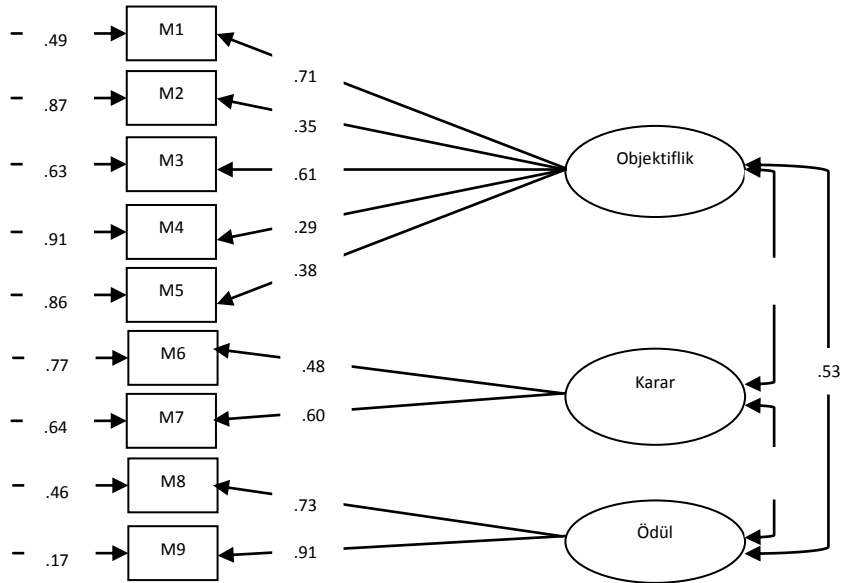 .49
M1
.71
.87
M2
.35
.63
M3
.61
Objektiflik
.91
M4
.29
.86
M5
.38
.77
M6
.48
Karar
.53
.64
M7
.60
.46
M8
.73
.17
M9
.91
Ödül